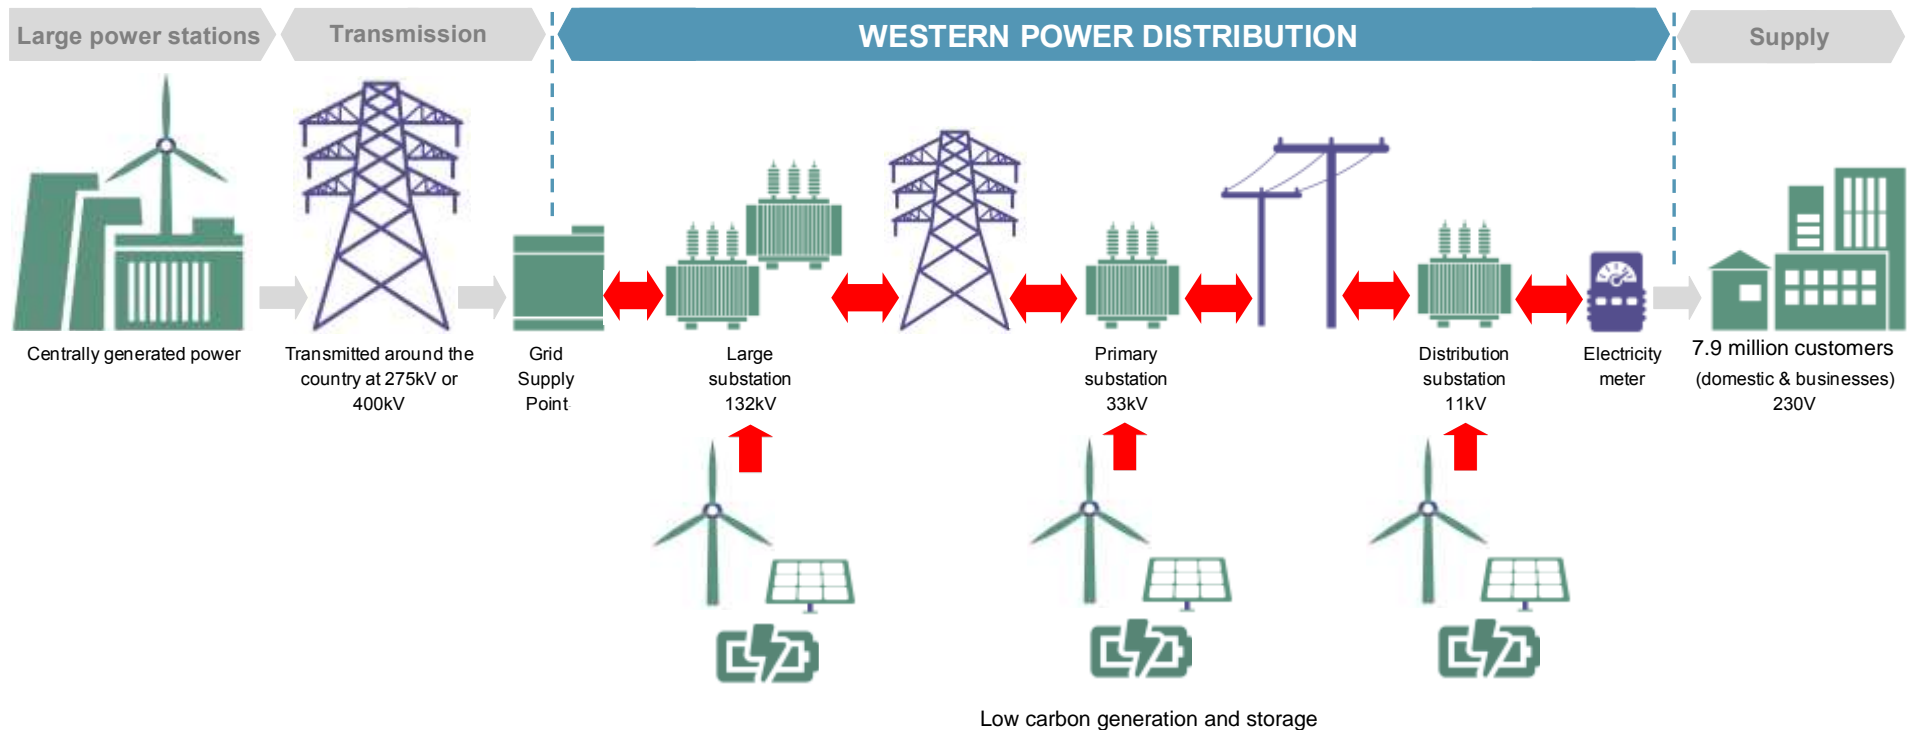 Large power stations
Transmission
WESTERN POWER DISTRIBUTION
Supply
Centrally generated power
Transmitted around the
country at 275kV or
400kV
Grid
Supply
Point
Large
substation
132kV
Primary
substation
33kV
Distribution
substation
11kV
Electricity
meter
7.9 million customers
(domestic & businesses)
230V
Low carbon generation and storage